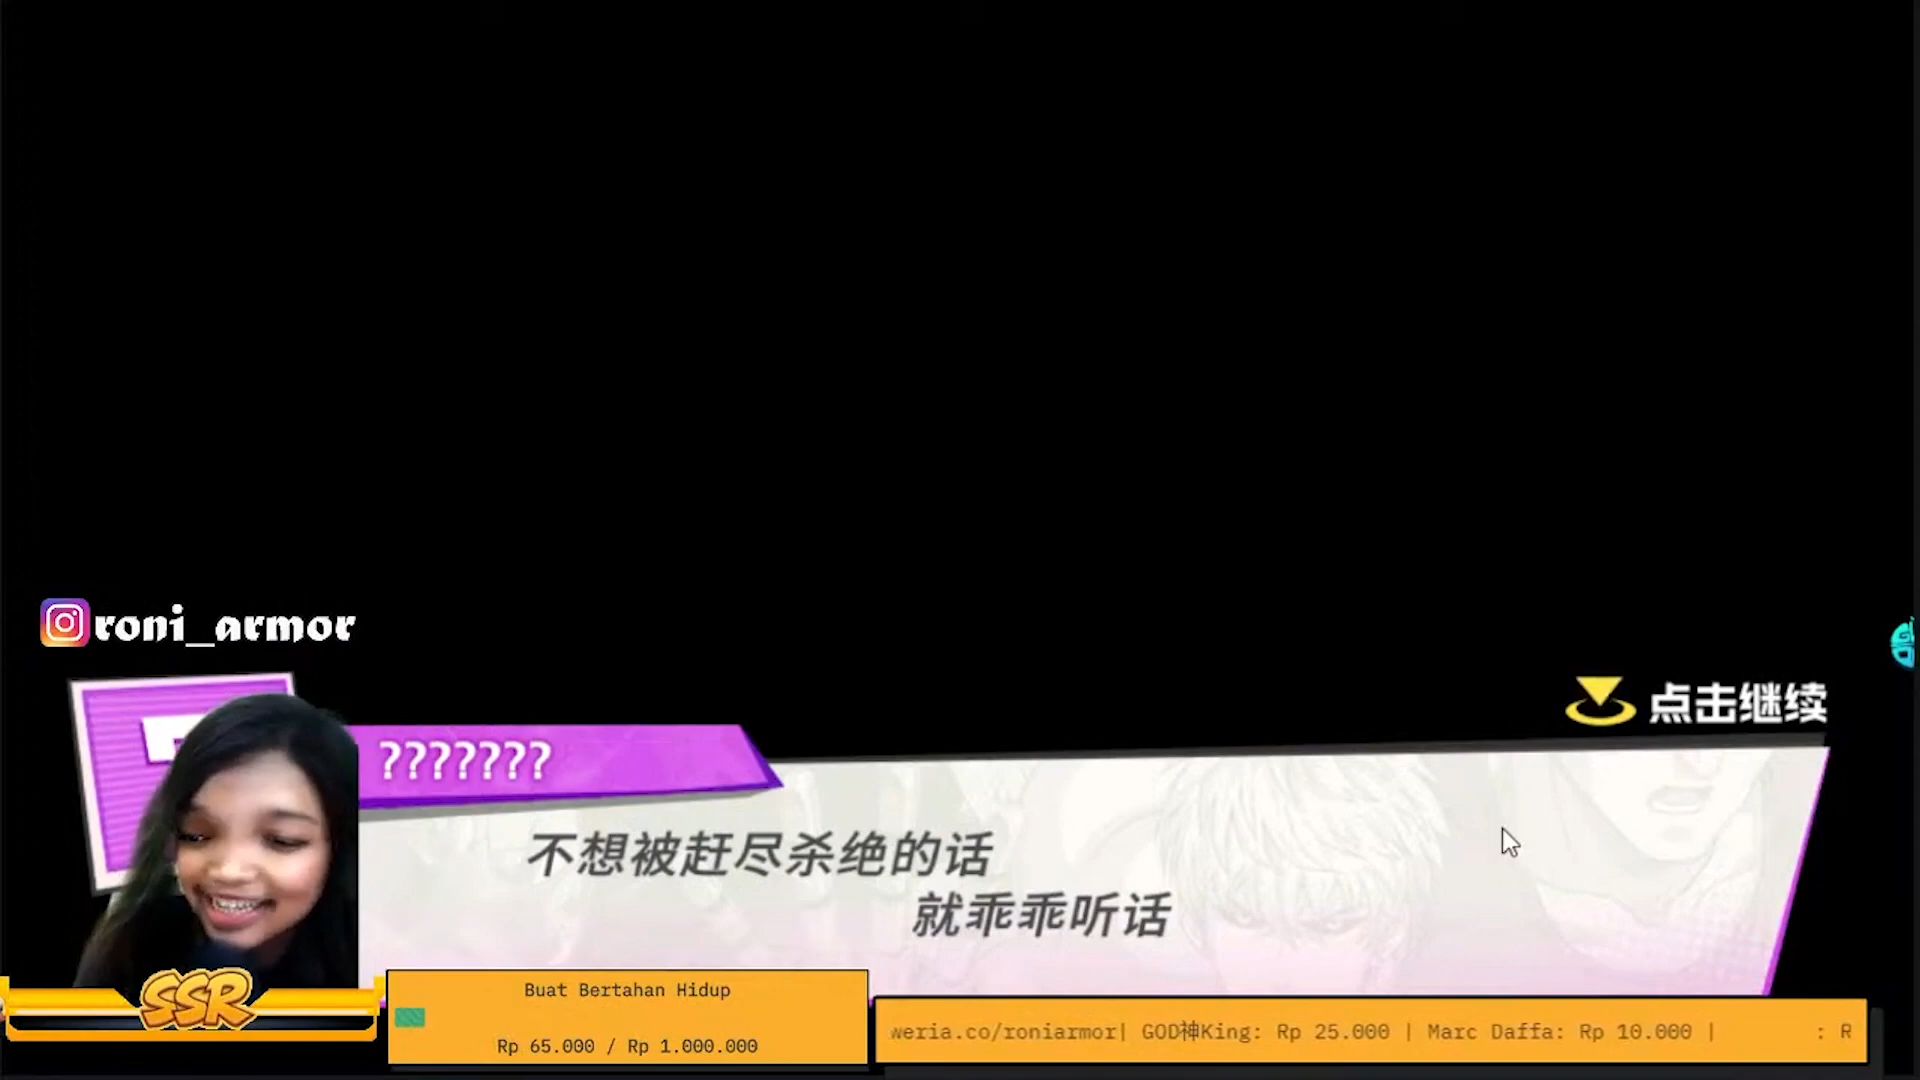 roni_armor
点击继续
???????
不想被赶尽杀绝的话
就乖乖听话
SSR
Buat Bertahan Hidup
Rp 65.000 / Rp 1.000.000
weria.co/roniarmor| GOD神King: Rp 25.000 | Marc Daffa: Rp 10.000 | : R